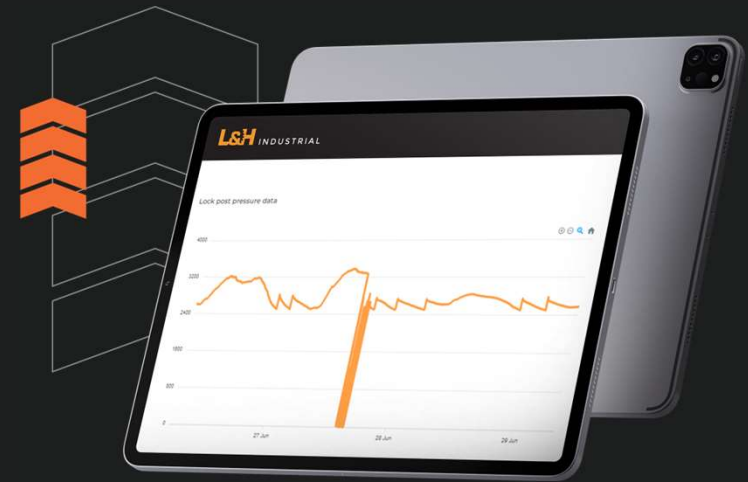 L&H INDUSTRIAL
Lock post pressure data
4000
3200
2400
1600
800
0
27 Jun
28 Jun
29 Jun